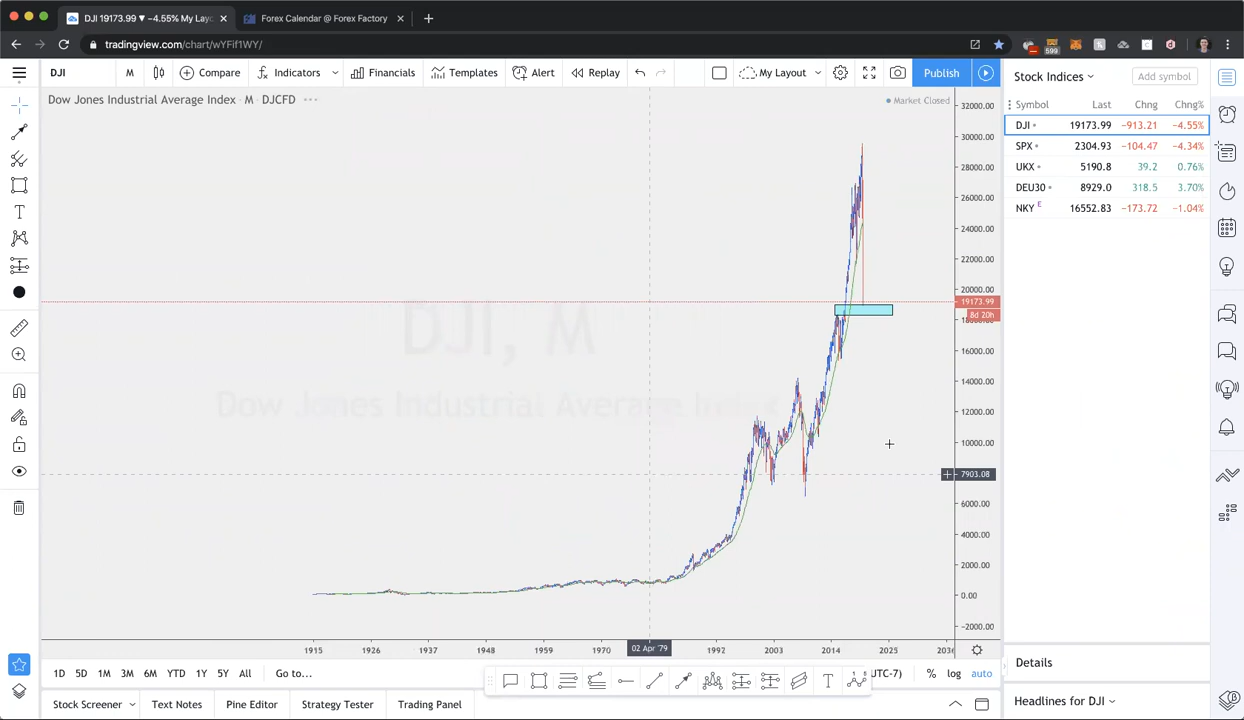 DJI 19173.99 ▼ −4.55% My Layo
Forex Calendar @ Forex Factory
tradingview.com/chart/wYFif1WY/
599
DJI M Compare Indicators Financials Templates Alert Replay My Layout Publish
Stock Indices Add symbol
Dow Jones Industrial Average Index · M · DJCFD
Market Closed
Symbol Last Chng Chng%
DJI 19173.99 −913.21 −4.55%
SPX 2304.93 −104.47 −4.34%
UKX 5190.8 39.2 0.76%
DEU30 8929.0 318.5 3.70%
NKY E 16552.83 −173.72 −1.04%
32000.00
30000.00
28000.00
26000.00
24000.00
22000.00
20000.00
19173.99
8d 20h
18000.00
16000.00
14000.00
12000.00
10000.00
7903.08
6000.00
4000.00
2000.00
0.00
−2000.00
DJI, M
Dow Jones Industrial Average Index
1915 1926 1937 1948 1959 1970 02 Apr '79 1992 2003 2014 2025 2036
1D 5D 1M 3M 6M YTD 1Y 5Y All Go to... (UTC-7) % log auto
Details
Stock Screener Text Notes Pine Editor Strategy Tester Trading Panel
Headlines for DJI